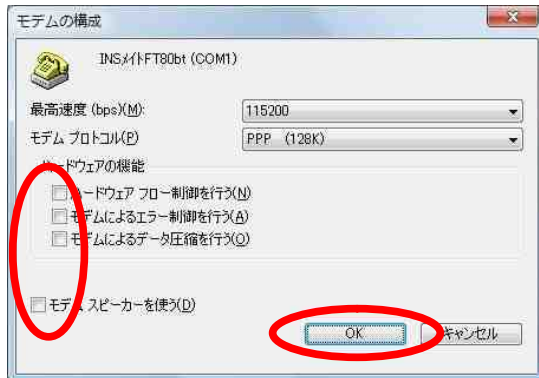 モデムの構成
INSメイトFT80bt (COM1)
最高速度 (bps)(M): 115200
モデム プロトコル(P) PPP (128K)
ハードウェアの機能
ハードウェア フロー制御を行う(N)
モデムによるエラー制御を行う(A)
モデムによるデータ圧縮を行う(O)
モデム スピーカーを使う(D)
OK キャンセル